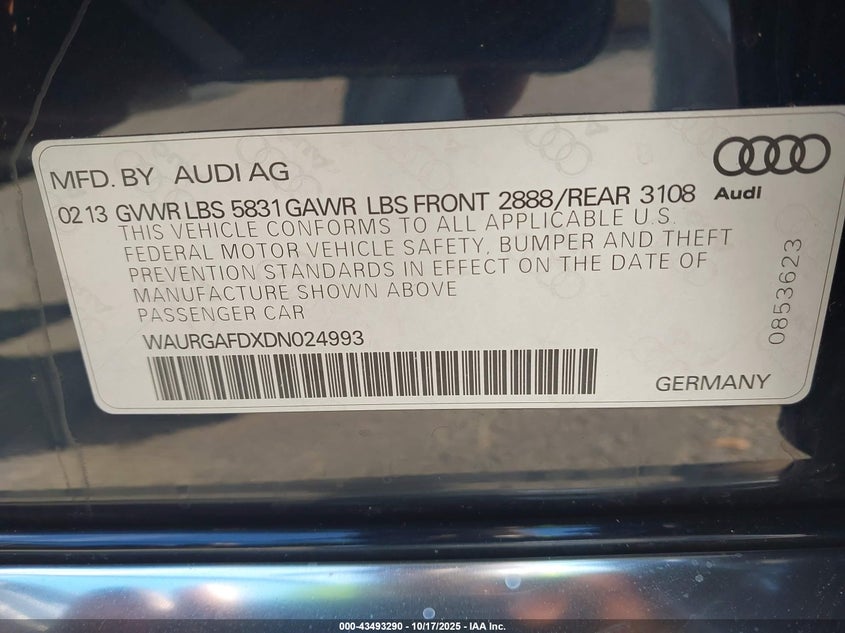 MFD. BY AUDI AG
Audi
02 13 GVWR LBS 5831 GAWR LBS FRONT 2888/REAR 3108
THIS VEHICLE CONFORMS TO ALL APPLICABLE U.S.
FEDERAL MOTOR VEHICLE SAFETY, BUMPER AND THEFT
PREVENTION STANDARDS IN EFFECT ON THE DATE OF
MANUFACTURE SHOWN ABOVE
PASSENGER CAR
WAURGAFDXDN024993
0853623
GERMANY
000-43493290 - 10/17/2025 - IAA Inc.